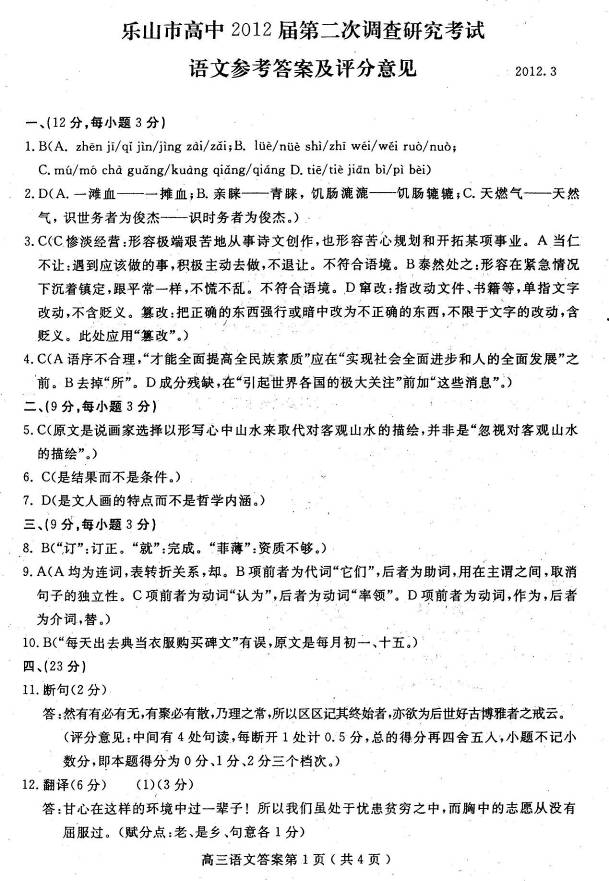 乐山市高中 2012 届第二次调查研究考试
语文参考答案及评分意见
2012.3
一、(12 分,每小题 3 分)
1. B(A. zhēn jī/qǐ jìn/jìng zài/zǎi;B. lüè/nüè shì/zhī wéi/wěi ruò/nuò;
C. mú/mó chà guǎng/kuàng qiǎng/qiáng D. tiē/tiè jiān bì/pì bèi)
2. D(A. 一滩血——一摊血;B. 亲睐——青睐，饥肠漉漉——饥肠辘辘;C. 天燃气——天然
气，识世务者为俊杰——识时务者为俊杰。)
3. C(C 惨淡经营:形容极端艰苦地从事诗文创作,也形容苦心规划和开拓某项事业。A 当仁
不让:遇到应该做的事,积极主动去做,不退让。不符合语境。B 泰然处之:形容在紧急情况
下沉着镇定,跟平常一样,不慌不乱。不符合语境。D 窜改:指改动文件、书籍等,单指文字
改动,不含贬义。篡改:把正确的东西强行或暗中改为不正确的东西,不限于文字的改动,含
贬义。此处应用“篡改”。)
4. C(A 语序不合理,“才能全面提高全民族素质”应在“实现社会全面进步和人的全面发展”之
前。B 去掉“所”。D 成分残缺,在“引起世界各国的极大关注”前加“这些消息”。)
二、(9 分,每小题 3 分)
5. C(原文是说画家选择以形写心中山水来取代对客观山水的描绘,并非是“忽视对客观山水
的描绘”。)
6. C(是结果而不是条件。)
7. D(是文人画的特点而不是哲学内涵。)
三、(9 分,每小题 3 分)
8. B(“订”:订正。“就”:完成。“菲薄”:资质不够。)
9. A(A 均为连词,表转折关系,却。B 项前者为代词“它们”,后者为助词,用在主谓之间,取消
句子的独立性。C 项前者为动词“认为”,后者为动词“率领”。D 项前者为动词,作为,后者
为介词,替。)
10. B(“每天出去典当衣服购买碑文”有误,原文是每月初一、十五。)
四、(23 分)
11. 断句(2 分)
答:然有有必有无,有聚必有散,乃理之常,所以区区记其终始者,亦欲为后世好古博雅者之戒云。
(评分意见:中间有 4 处句读,每断开 1 处计 0.5 分,总的得分再四舍五人,小题不记小
数分,即本题得分为 0 分、1 分、2 分三个档次。)
12. 翻译(6 分) (1)(3 分)
答:甘心在这样的环境中过一辈子！所以我们虽处于忧患贫穷之中,而胸中的志愿从没有
屈服过。(赋分点:老、是乡、句意各 1 分)
高三语文答案第 1 页(共 4 页)